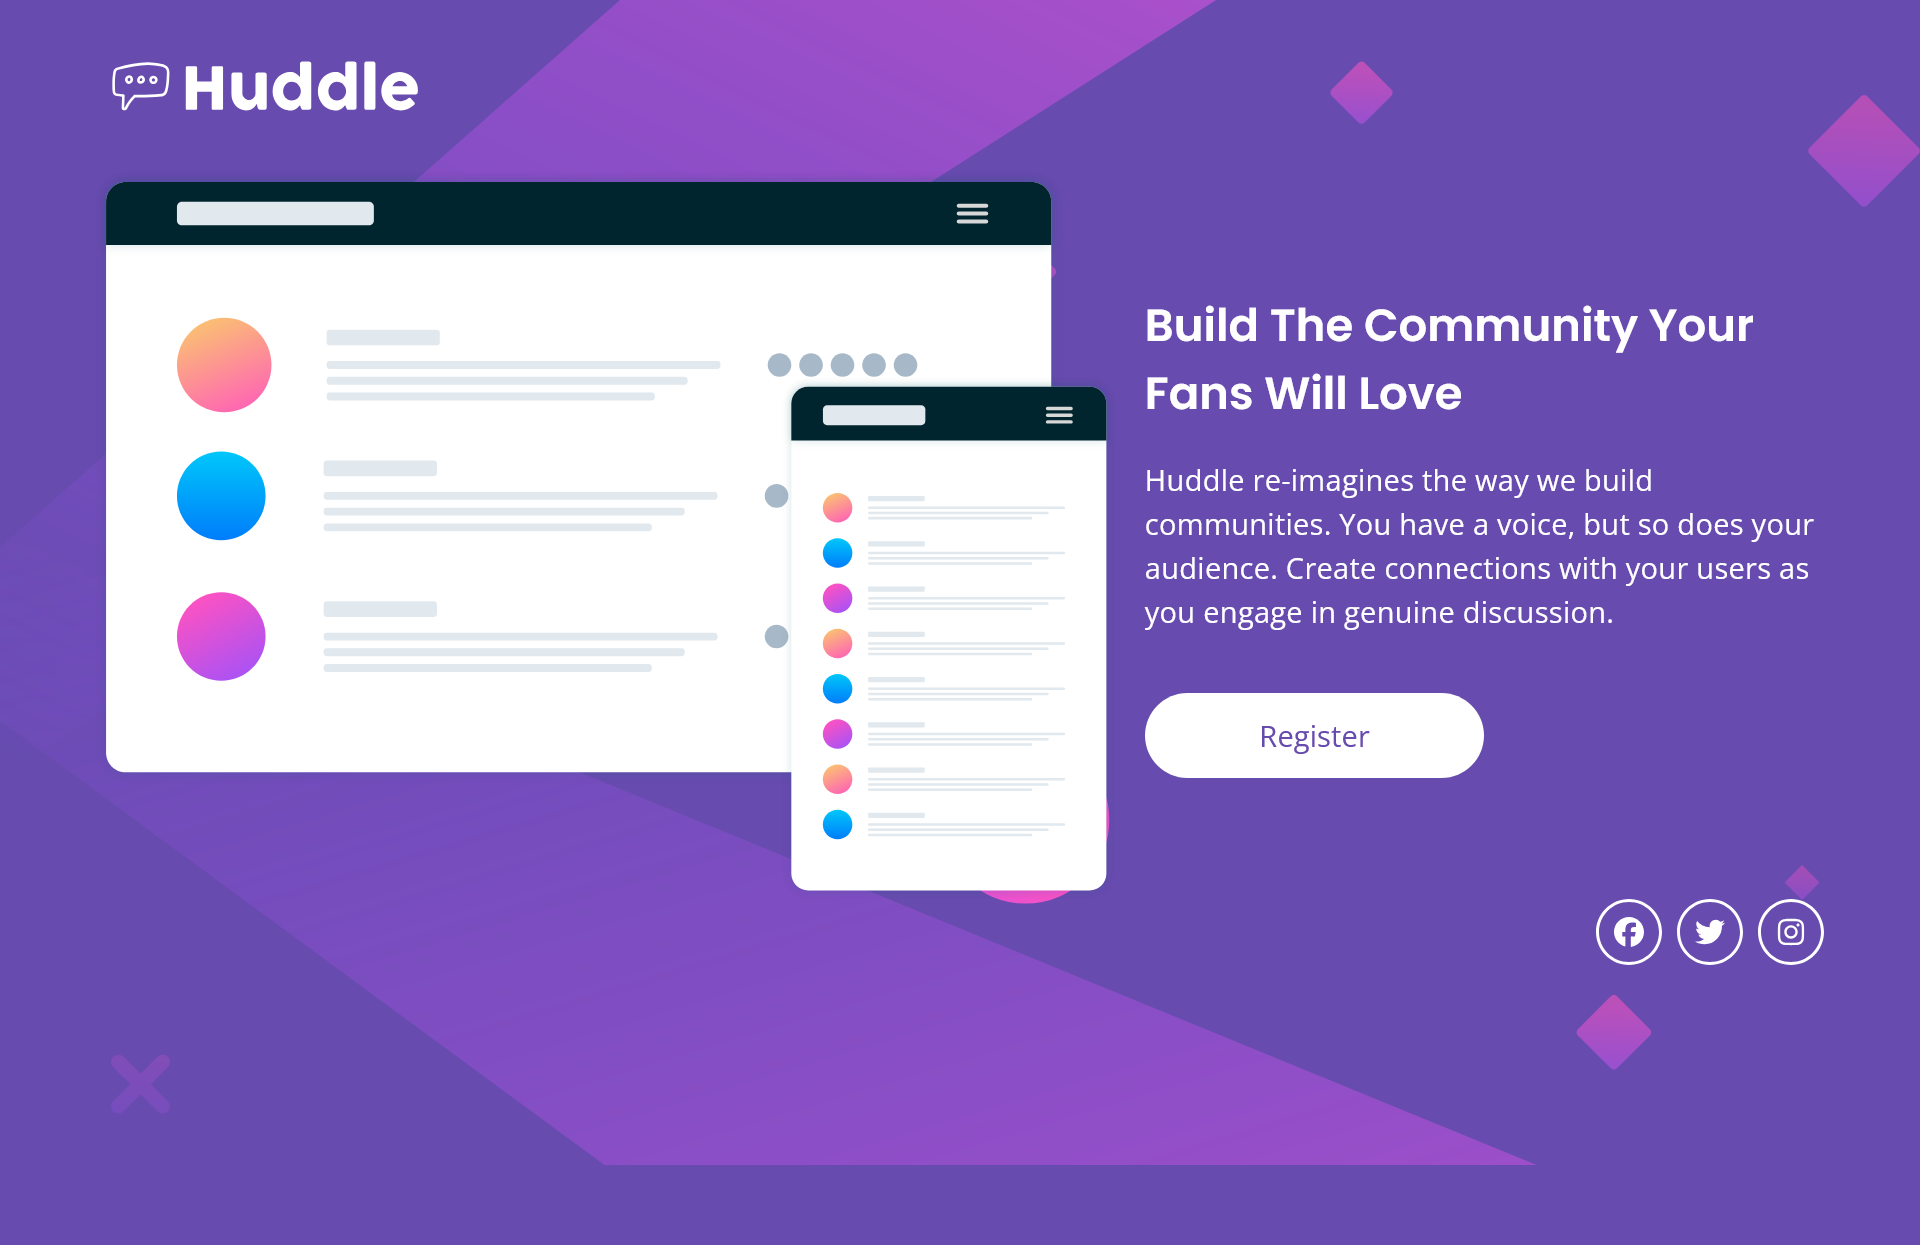 Huddle
Build The Community Your
Fans Will Love
Huddle re-imagines the way we build
communities. You have a voice, but so does your
audience. Create connections with your users as
you engage in genuine discussion.
Register